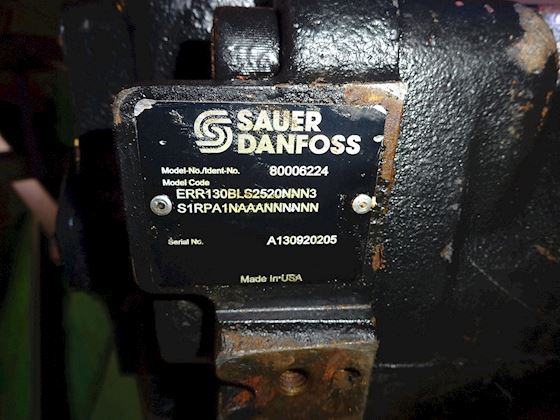 SAUER
DANFOSS
Model-No./Ident-No. 80006224
Model Code
ERR130BLS2520NNN3
S1RPA1NAAANNNNNN
Serial No. A130920205
Made in USA